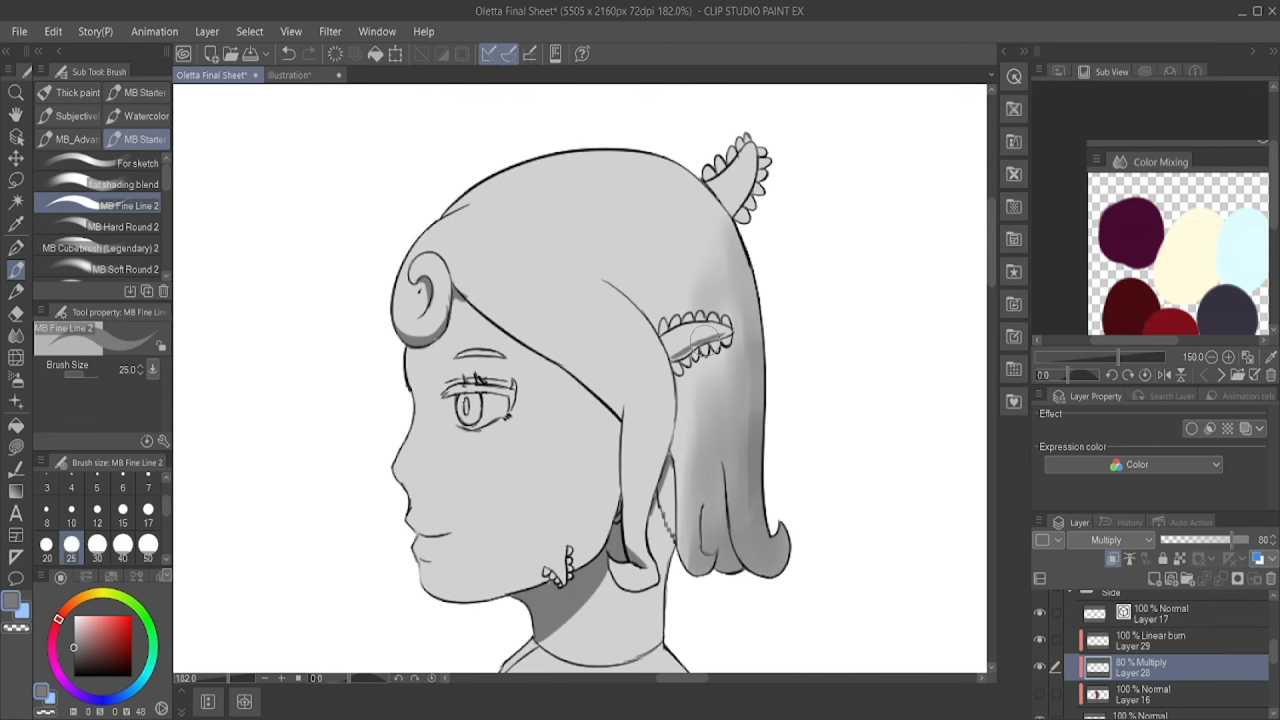 Oletta Final Sheet* (5505 x 2160px 72dpi 182.0%) - CLIP STUDIO PAINT EX
File Edit Story(P) Animation Layer Select View Filter Window Help
Sub Tool: Brush
Oletta Final Sheet*
Illustration*
Sub View
Thick paint
MB Starter
Subjective
Watercolor
MB_Advar
MB Starter
For sketch
flat shading blend
MB Fine Line 2
MB Hard Round 2
MB Cubebrush (Legendary) 2
MB Soft Round 2
Tool property: MB Fine Lin
MB Fine Line 2
Brush Size 25.0
Brush size: MB Fine Line 2
3 4 5 6 7
8 10 12 15 17
20 25 30 40 50
H 0 S 0 V 48
182.0
0.0
Color Mixing
150.0
0.0
Layer Property
Search Layer
Animation cels
Effect
Expression color
Color
Layer
History
Auto Action
Multiply
80
Side
100 % Normal
Layer 17
100 % Linear burn
Layer 29
80 % Multiply
Layer 28
100 % Normal
Layer 16
100 % Normal